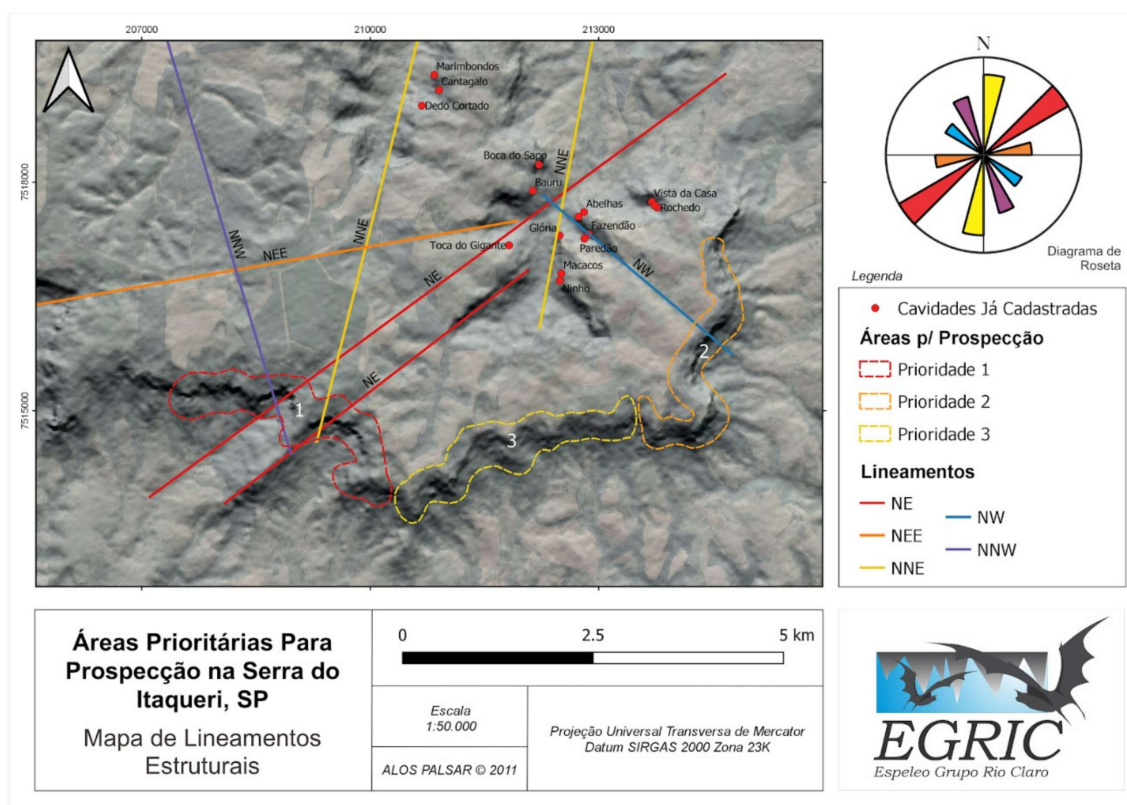 207000
210000
213000
7518000
7515000
Marimbondos
Cantagalo
Dedo Cortado
Boca do Sapo
NNE
Bauru
Vista da Casa
Abelhas
Rochedo
NNE
NNW
Glória
Fazendão
NEE
Toca do Gigante
NE
Paredão
Macacos
NW
Ninho
NE
1
2
3
N
Diagrama de
Roseta
Legenda
Cavidades Já Cadastradas
Áreas p/ Prospecção
Prioridade 1
Prioridade 2
Prioridade 3
Lineamentos
NE
NEE
NNE
NW
NNW
Áreas Prioritárias Para
Prospecção na Serra do
Itaqueri, SP
Mapa de Lineamentos
Estruturais
0 2.5 5 km
Escala
1:50.000
ALOS PALSAR © 2011
Projeção Universal Transversa de Mercator
Datum SIRGAS 2000 Zona 23K
EGRIC
Espeleo Grupo Rio Claro